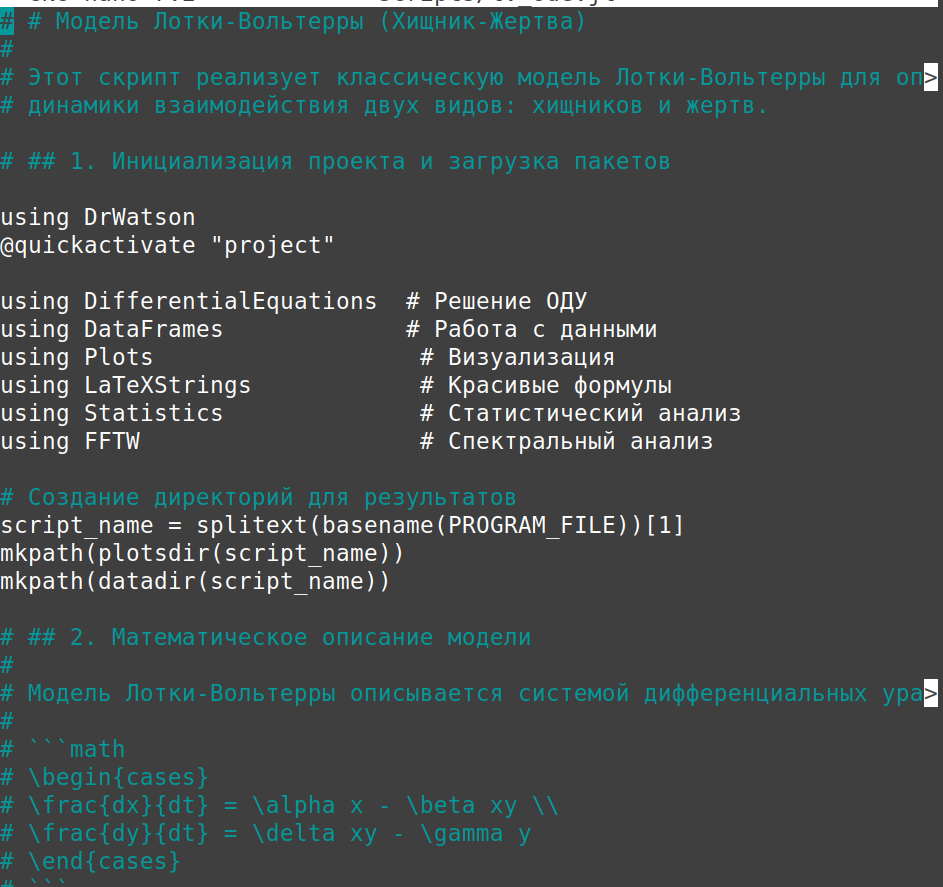 # # Модель Лотки-Вольтерры (Хищник-Жертва)
#
# Этот скрипт реализует классическую модель Лотки-Вольтерры для оп>
# динамики взаимодействия двух видов: хищников и жертв.
# ## 1. Инициализация проекта и загрузка пакетов
using DrWatson
@quickactivate "project"
using DifferentialEquations  # Решение ОДУ
using DataFrames             # Работа с данными
using Plots                   # Визуализация
using LaTeXStrings            # Красивые формулы
using Statistics              # Статистический анализ
using FFTW                    # Спектральный анализ
# Создание директорий для результатов
script_name = splitext(basename(PROGRAM_FILE))[1]
mkpath(plotsdir(script_name))
mkpath(datadir(script_name))
# ## 2. Математическое описание модели
#
# Модель Лотки-Вольтерры описывается системой дифференциальных ура>
#
# ```math
# \begin{cases}
# \frac{dx}{dt} = \alpha x - \beta xy \\
# \frac{dy}{dt} = \delta xy - \gamma y
# \end{cases}
# ```